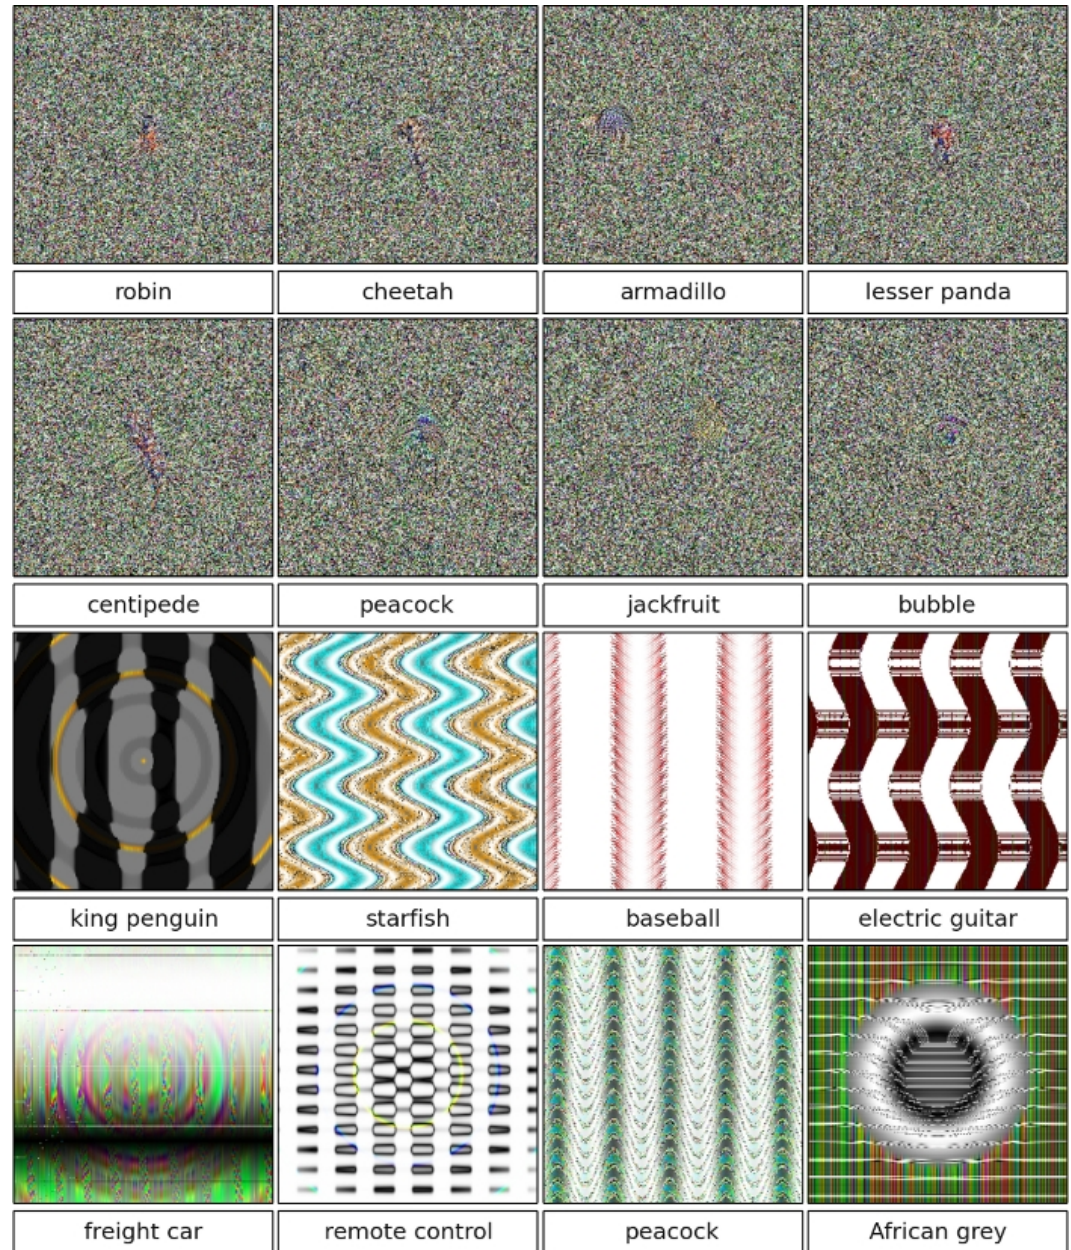 robin cheetah armadillo lesser panda
centipede peacock jackfruit bubble
king penguin starfish baseball electric guitar
freight car remote control peacock African grey